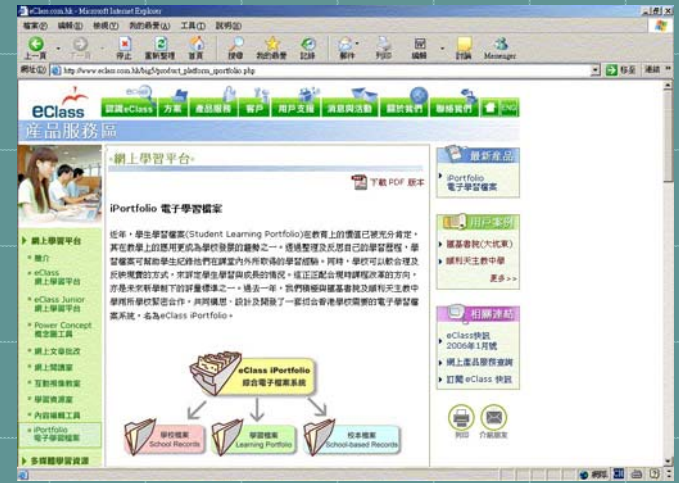 eClass.com.hk - Microsoft Internet Explorer
檔案(F) 編輯(E) 檢視(V) 我的最愛(A) 工具(T) 說明(H)
上一頁 下一頁 停止 重新整理 首頁 搜尋 我的最愛 記錄 郵件 列印 編輯 討論 Messenger
網址(D) http://www.eclass.com.hk/big5/product_platform_iportfolio.php 移至 連結 »
eClass
認識eClass 方案 產品服務 客戶 用戶支援 消息與活動 關於我們 聯絡我們 ENG
產品服務區
網上學習平台
簡介
eClass
網上學習平台
eClass Junior
網上學習平台
Power Concept
概念圖工具
網上文章批改
網上閱讀室
互動視像教室
學習資源室
內容編輯工具
iPortfolio
電子學習檔案
多媒體學習資源
網上學習平台
下載 PDF 版本
iPortfolio 電子學習檔案
近年，學生學習檔案(Student Learning Portfolio)在教育上的價值已被充分肯定，
其在教學上的應用更成為學校發展的趨勢之一。透過整理及反思自己的學習歷程，學
習檔案可幫助學生紀錄他們在課堂內外所取得的學習經驗。同時，學校可以較合理及
反映現實的方式，來評定學生學習與成長的情況。這正正配合現時課程改革的方向，
亦是未來新學制下的評量標準之一。過去一年，我們積極與匯基書院及順利天主教中
學兩所學校緊密合作，共同構思、設計及開發了一套切合香港學校需要的電子學習檔
案系統，名為eClass iPortfolio。
eClass iPortfolio
綜合電子檔案系統
學校檔案
School Records
學習檔案
Learning Portfolio
校本檔案
School-based Records
最新產品
iPortfolio
電子學習檔案
用戶案例
匯基書院(大坑東)
順利天主教中學
更多>>
相關連結
eClass快訊
2006年1月號
網上產品服務查詢
訂閱 eClass 快訊
列印 介紹朋友
網際
CH